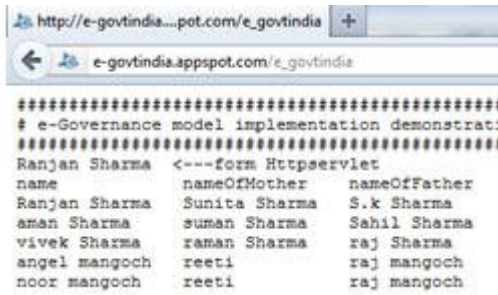 http://e-govtindia....pot.com/e_govtindia
e-govtindia.appspot.com/e_govtindia
##################################################
# e-Governance model implementation demonstrati
##################################################
Ranjan Sharma <---form Httpservlet
name nameOfMother nameOfFather
Ranjan Sharma Sunita Sharma S.k Sharma
aman Sharma suman Sharma Sahil Sharma
vivek Sharma raman Sharma raj Sharma
angel mangoch reeti raj mangoch
noor mangoch reeti raj mangoch